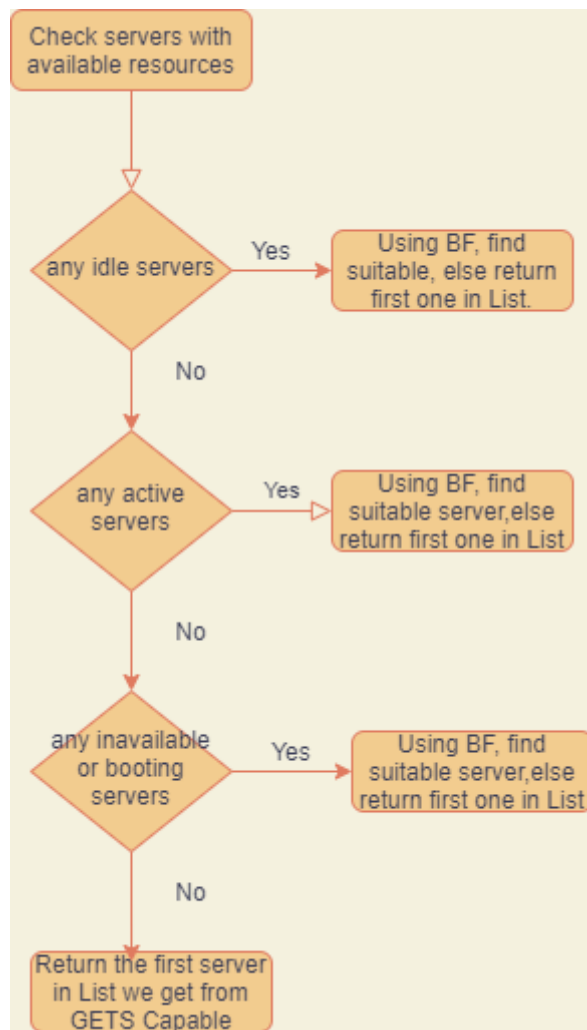 Check servers with
available resources
any idle servers
Yes
Using BF, find
suitable, else return
first one in List.
No
any active
servers
Yes
Using BF, find
suitable server,else
return first one in List
No
any inavailable
or booting
servers
Yes
Using BF, find
suitable server,else
return first one in List.
No
Return the first server
in List we get from
GETS Capable